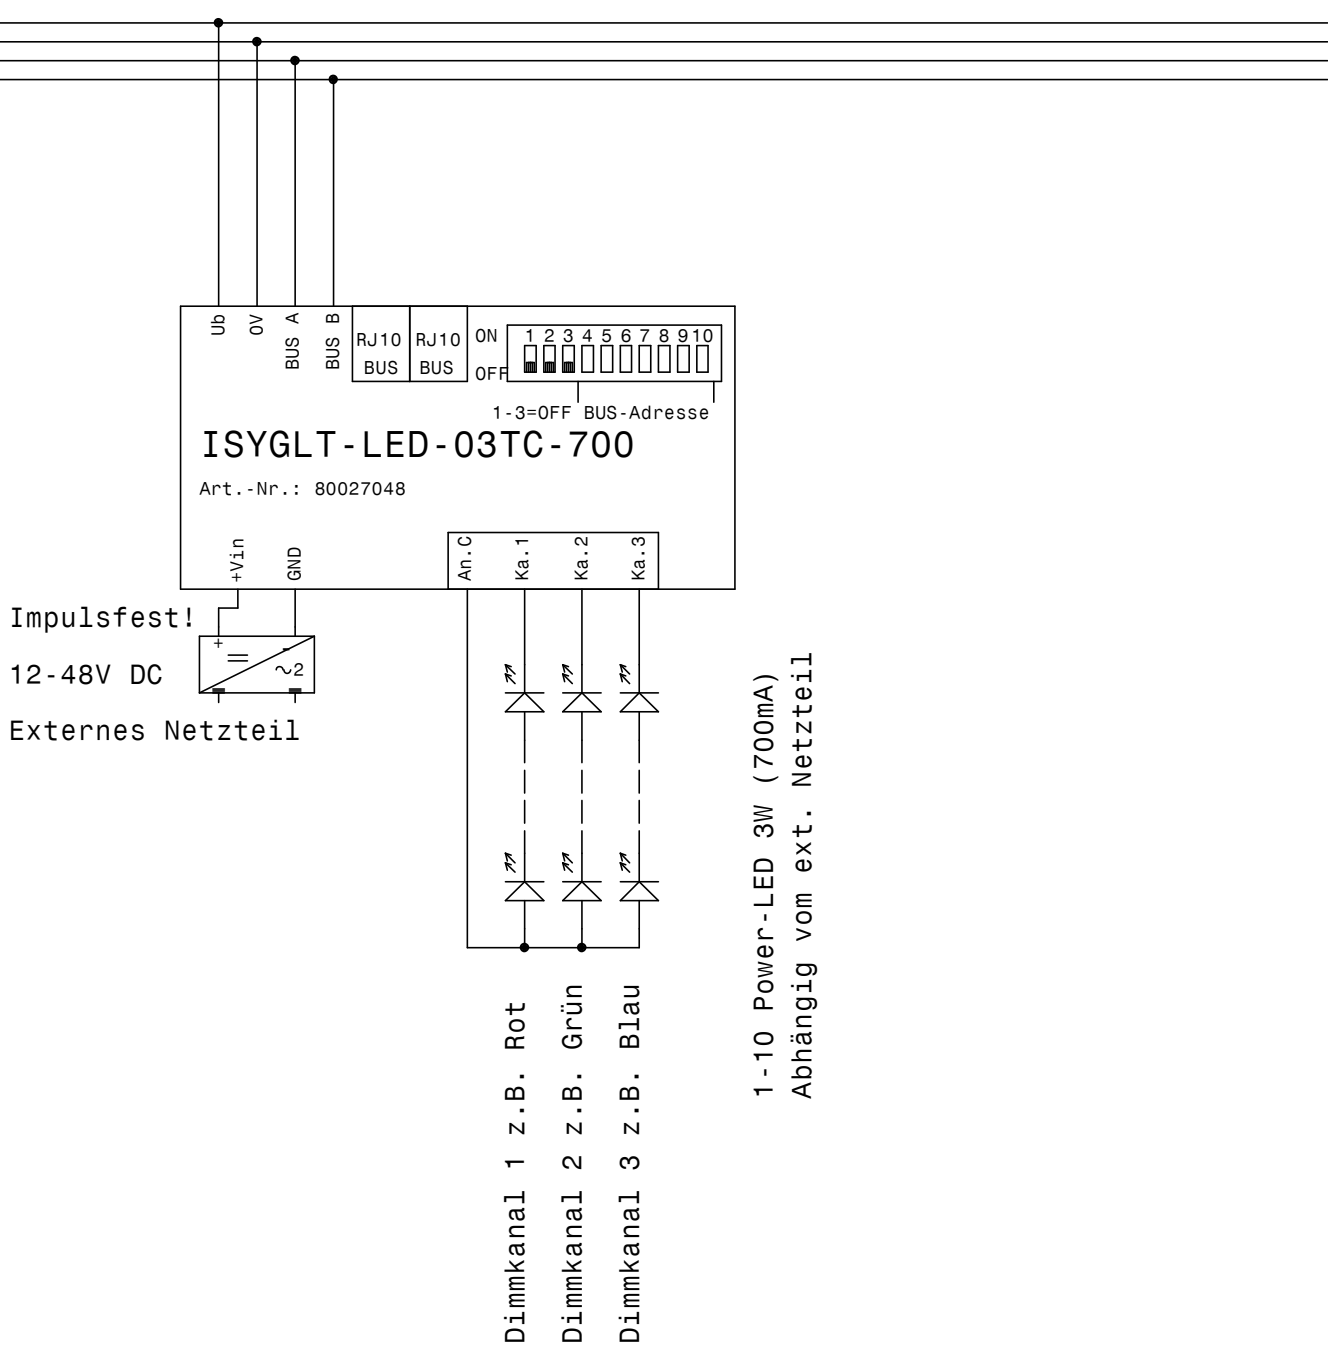 Ub
0V
BUS A
BUS B
RJ10
BUS
RJ10
BUS
ON
OFF
1 2 3 4 5 6 7 8 9 10
1-3=OFF BUS-Adresse
ISYGLT-LED-03TC-700
Art.-Nr.: 80027048
+Vin
GND
An.C
Ka.1
Ka.2
Ka.3
Impulsfest!
12-48V DC
Externes Netzteil
+
-
~2
1-10 Power-LED 3W (700mA)
Abhängig vom ext. Netzteil
Dimmkanal 1 z.B. Rot
Dimmkanal 2 z.B. Grün
Dimmkanal 3 z.B. Blau